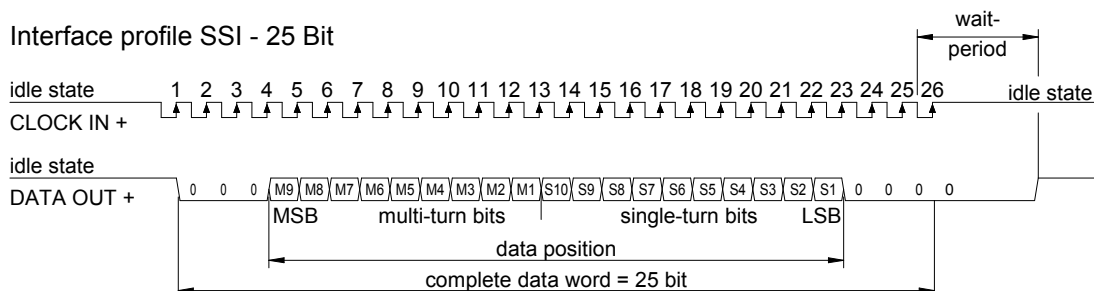 Interface profile SSI - 25 Bit
wait-
period
idle state 1 2 3 4 5 6 7 8 9 10 11 12 13 14 15 16 17 18 19 20 21 22 23 24 25 26 idle state
CLOCK IN +
idle state
DATA OUT + 0 0 0 M9 M8 M7 M6 M5 M4 M3 M2 M1 S10 S9 S8 S7 S6 S5 S4 S3 S2 S1 0 0 0 0
MSB multi-turn bits single-turn bits LSB
data position
complete data word = 25 bit